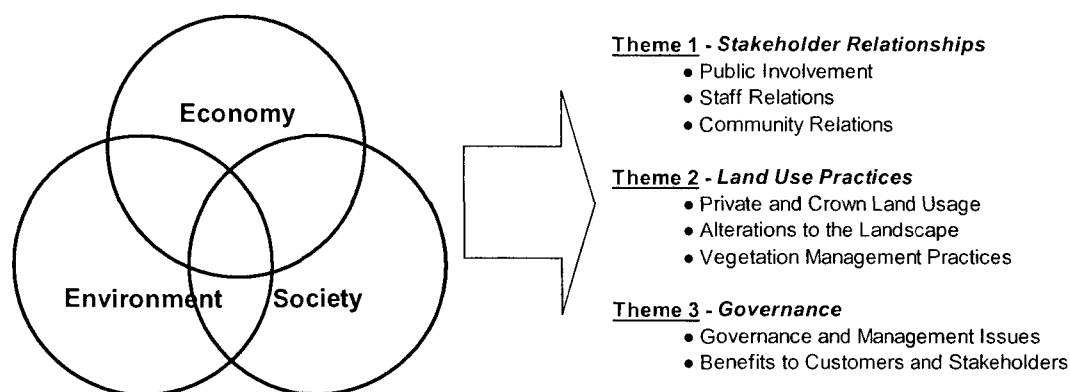 Economy
Environment
Society
Theme 1 - Stakeholder Relationships
• Public Involvement
• Staff Relations
• Community Relations
Theme 2 - Land Use Practices
• Private and Crown Land Usage
• Alterations to the Landscape
• Vegetation Management Practices
Theme 3 - Governance
• Governance and Management Issues
• Benefits to Customers and Stakeholders